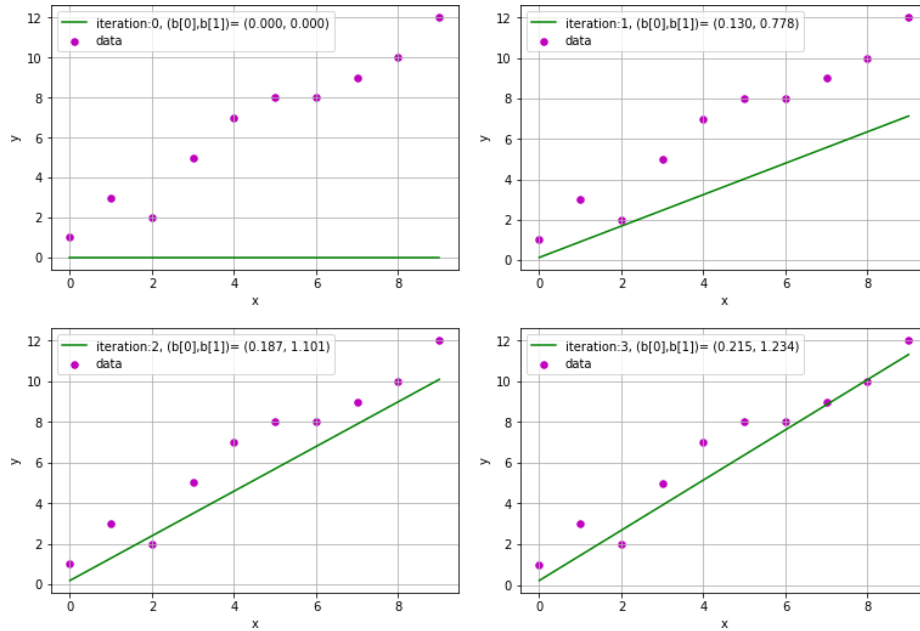 iteration:0, (b[0],b[1])= (0.000, 0.000)
data
12
10
8
6
4
2
0
y
0 2 4 6 8
x
iteration:1, (b[0],b[1])= (0.130, 0.778)
data
12
10
8
6
4
2
0
y
0 2 4 6 8
x
iteration:2, (b[0],b[1])= (0.187, 1.101)
data
12
10
8
6
4
2
0
y
0 2 4 6 8
x
iteration:3, (b[0],b[1])= (0.215, 1.234)
data
12
10
8
6
4
2
0
y
0 2 4 6 8
x